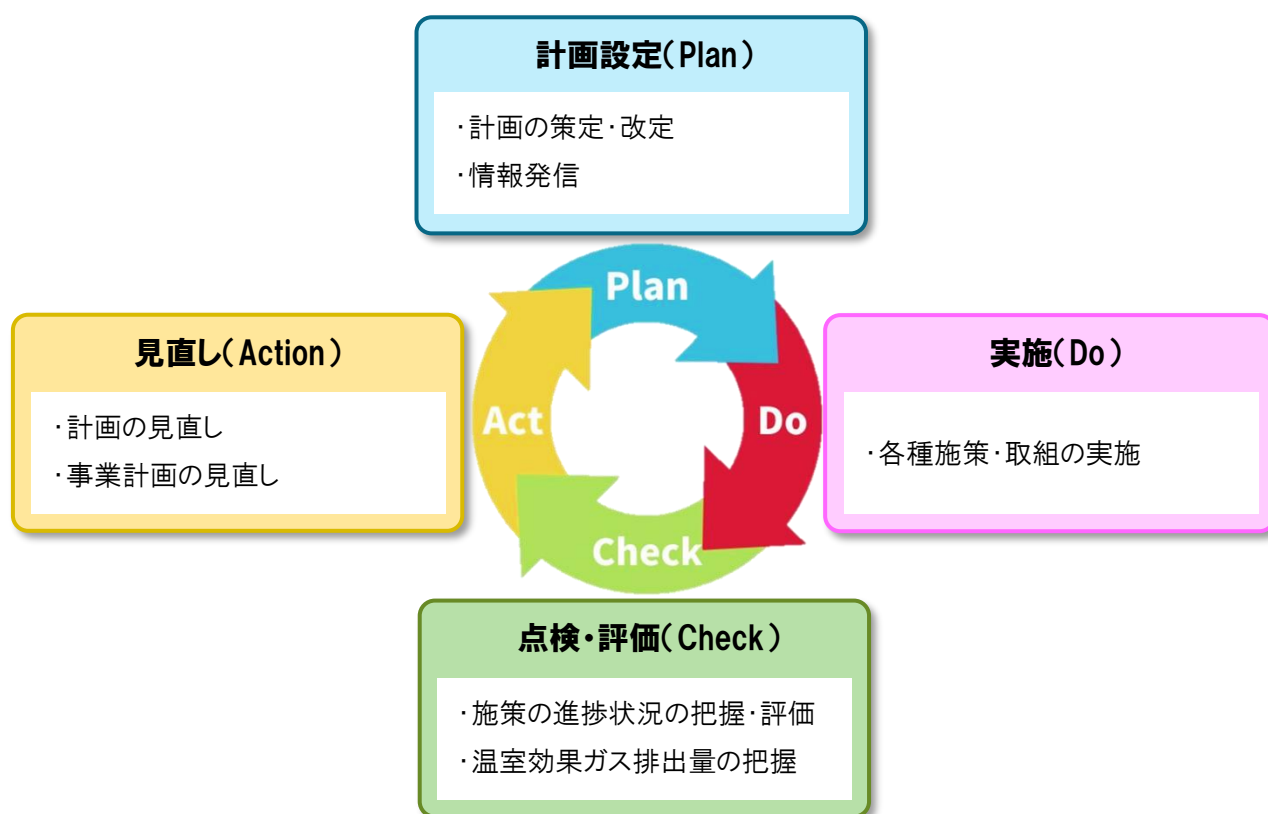 計画設定(Plan)
・計画の策定・改定
・情報発信
Plan
見直し(Action)
・計画の見直し
・事業計画の見直し
Act
Do
実施(Do)
・各種施策・取組の実施
Check
点検・評価(Check)
・施策の進捗状況の把握・評価
・温室効果ガス排出量の把握